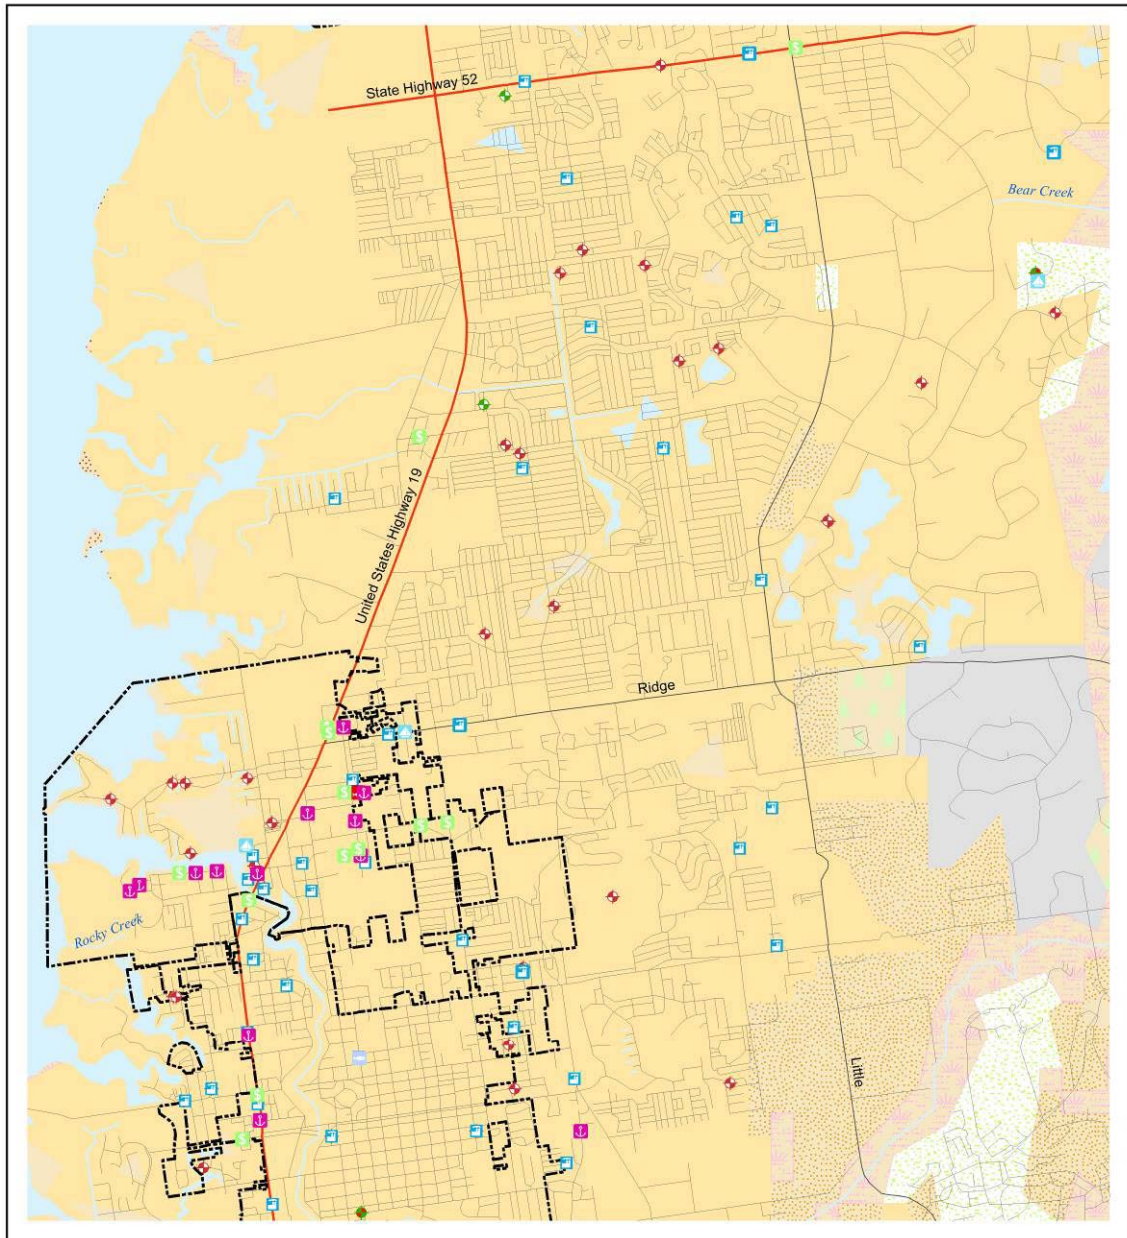 State Highway 52
Bear Creek
United States Highway 19
Ridge
Rocky Creek
Little